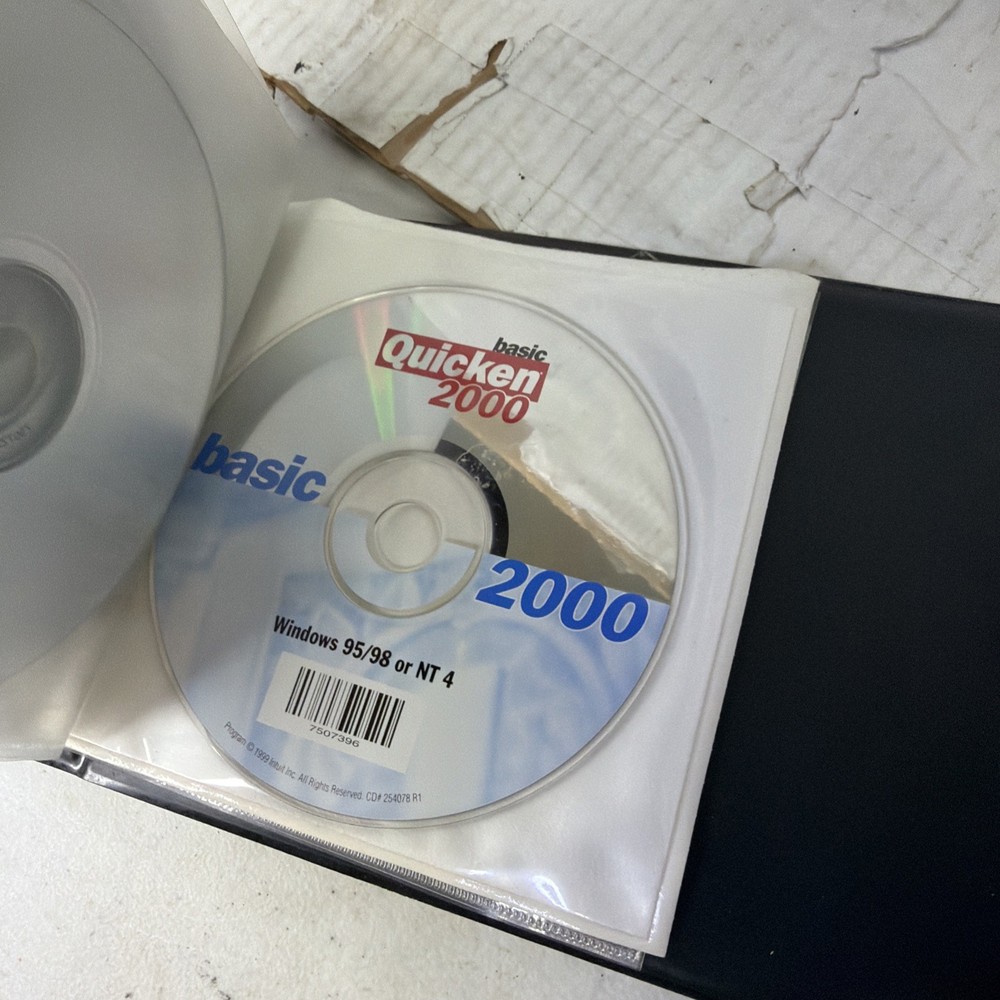 basic
Quicken
2000
basic
2000
Windows 95/98 or NT 4
7507396
Program © 1999 Intuit Inc. All Rights Reserved. CD# 254078 R1